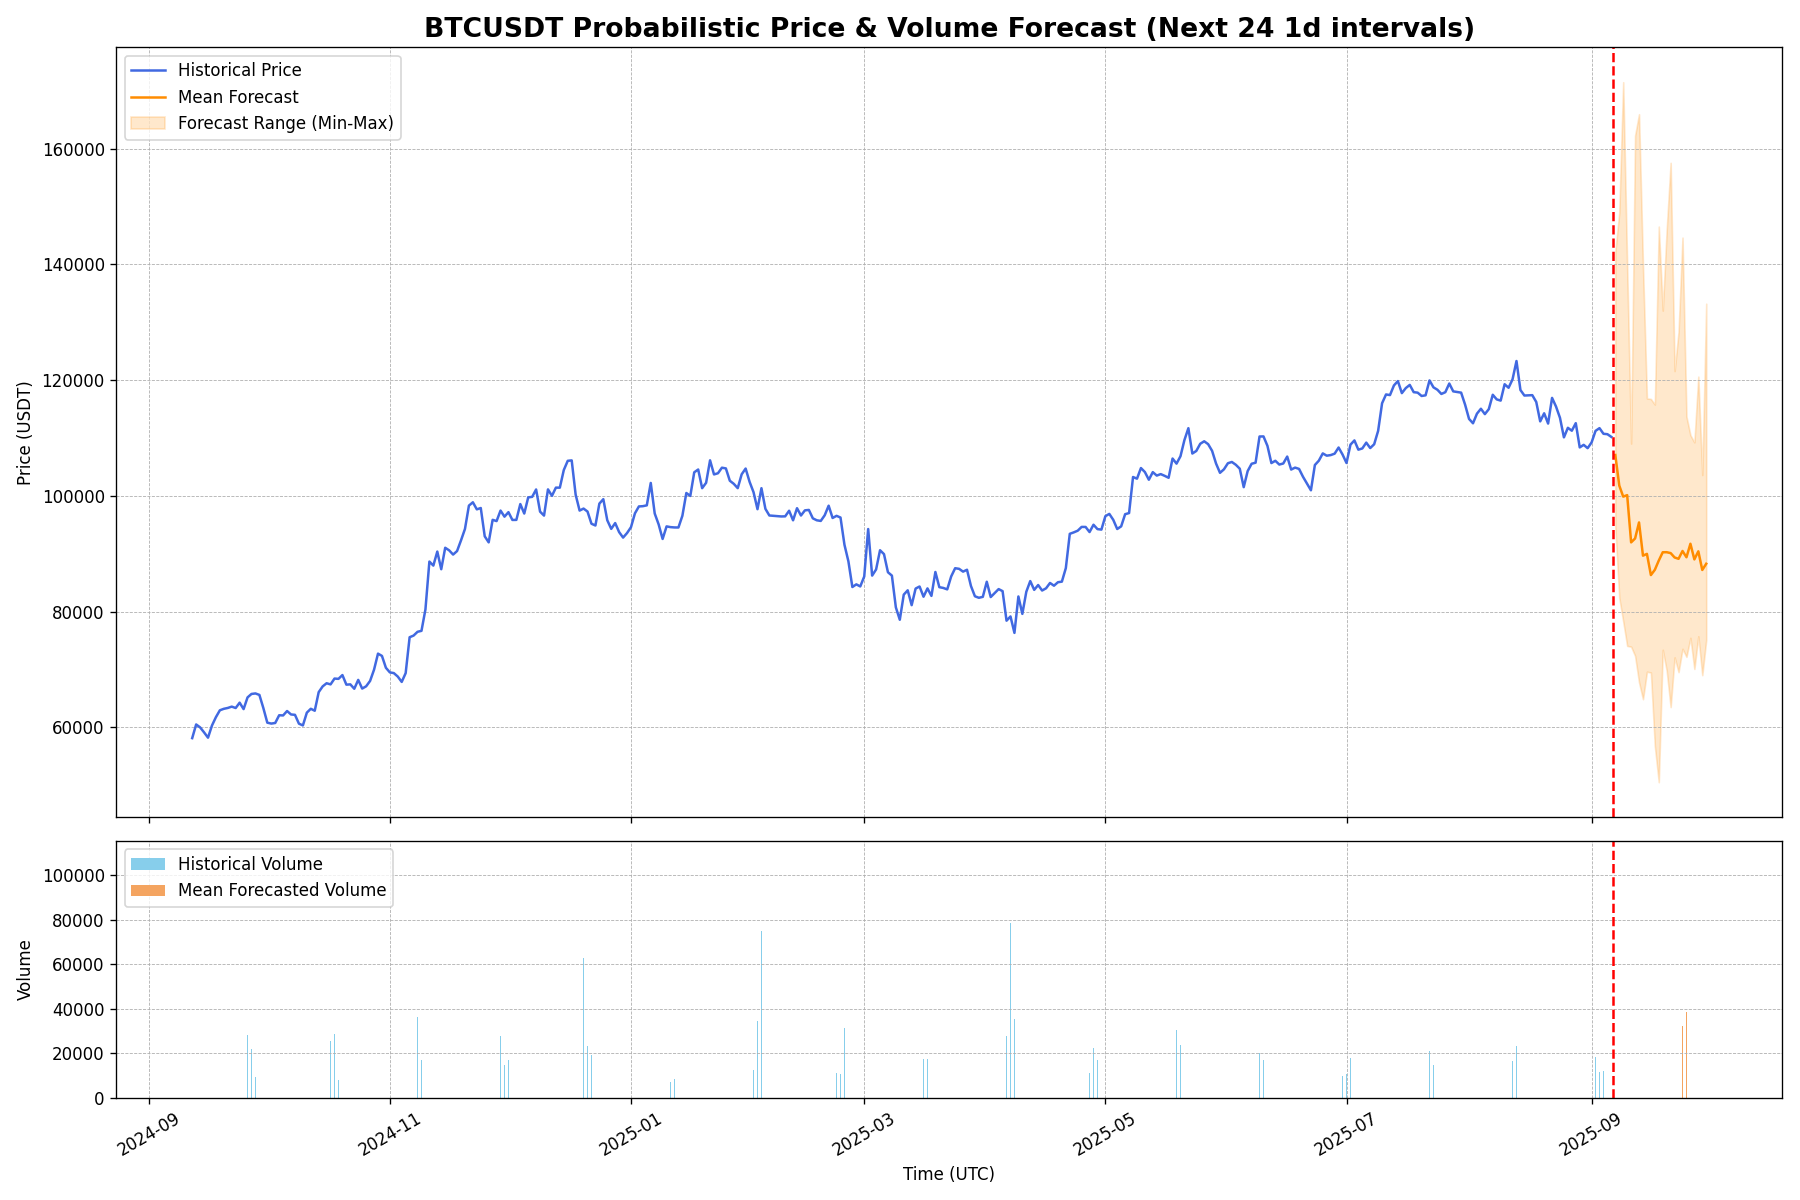 BTCUSDT Probabilistic Price & Volume Forecast (Next 24 1d intervals)
Historical Price
Mean Forecast
Forecast Range (Min-Max)
160000
140000
120000
100000
80000
60000
Price (USDT)
Historical Volume
Mean Forecasted Volume
100000
80000
60000
40000
20000
0
Volume
2024-09
2024-11
2025-01
2025-03
2025-05
2025-07
2025-09
Time (UTC)